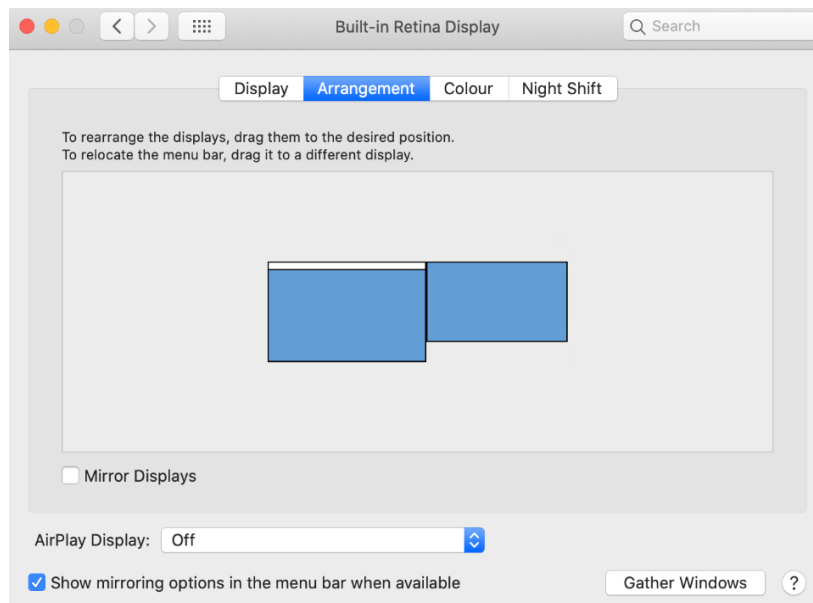 Built-in Retina Display
Search
Display Arrangement Colour Night Shift
To rearrange the displays, drag them to the desired position.
To relocate the menu bar, drag it to a different display.
Mirror Displays
AirPlay Display: Off
Show mirroring options in the menu bar when available
Gather Windows ?